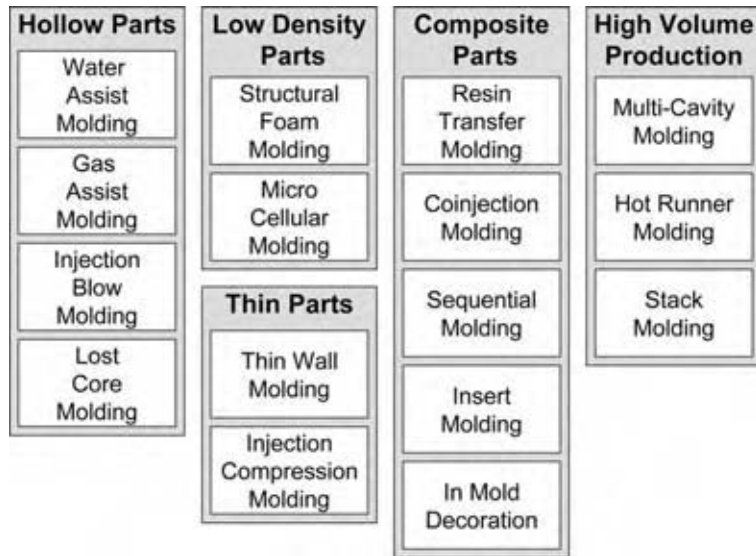 Hollow Parts
Water
Assist
Molding
Gas
Assist
Molding
Injection
Blow
Molding
Lost
Core
Molding
Low Density
Parts
Structural
Foam
Molding
Micro
Cellular
Molding
Thin Parts
Thin Wall
Molding
Injection
Compression
Molding
Composite
Parts
Resin
Transfer
Molding
Coinjection
Molding
Sequential
Molding
Insert
Molding
In Mold
Decoration
High Volume
Production
Multi-Cavity
Molding
Hot Runner
Molding
Stack
Molding